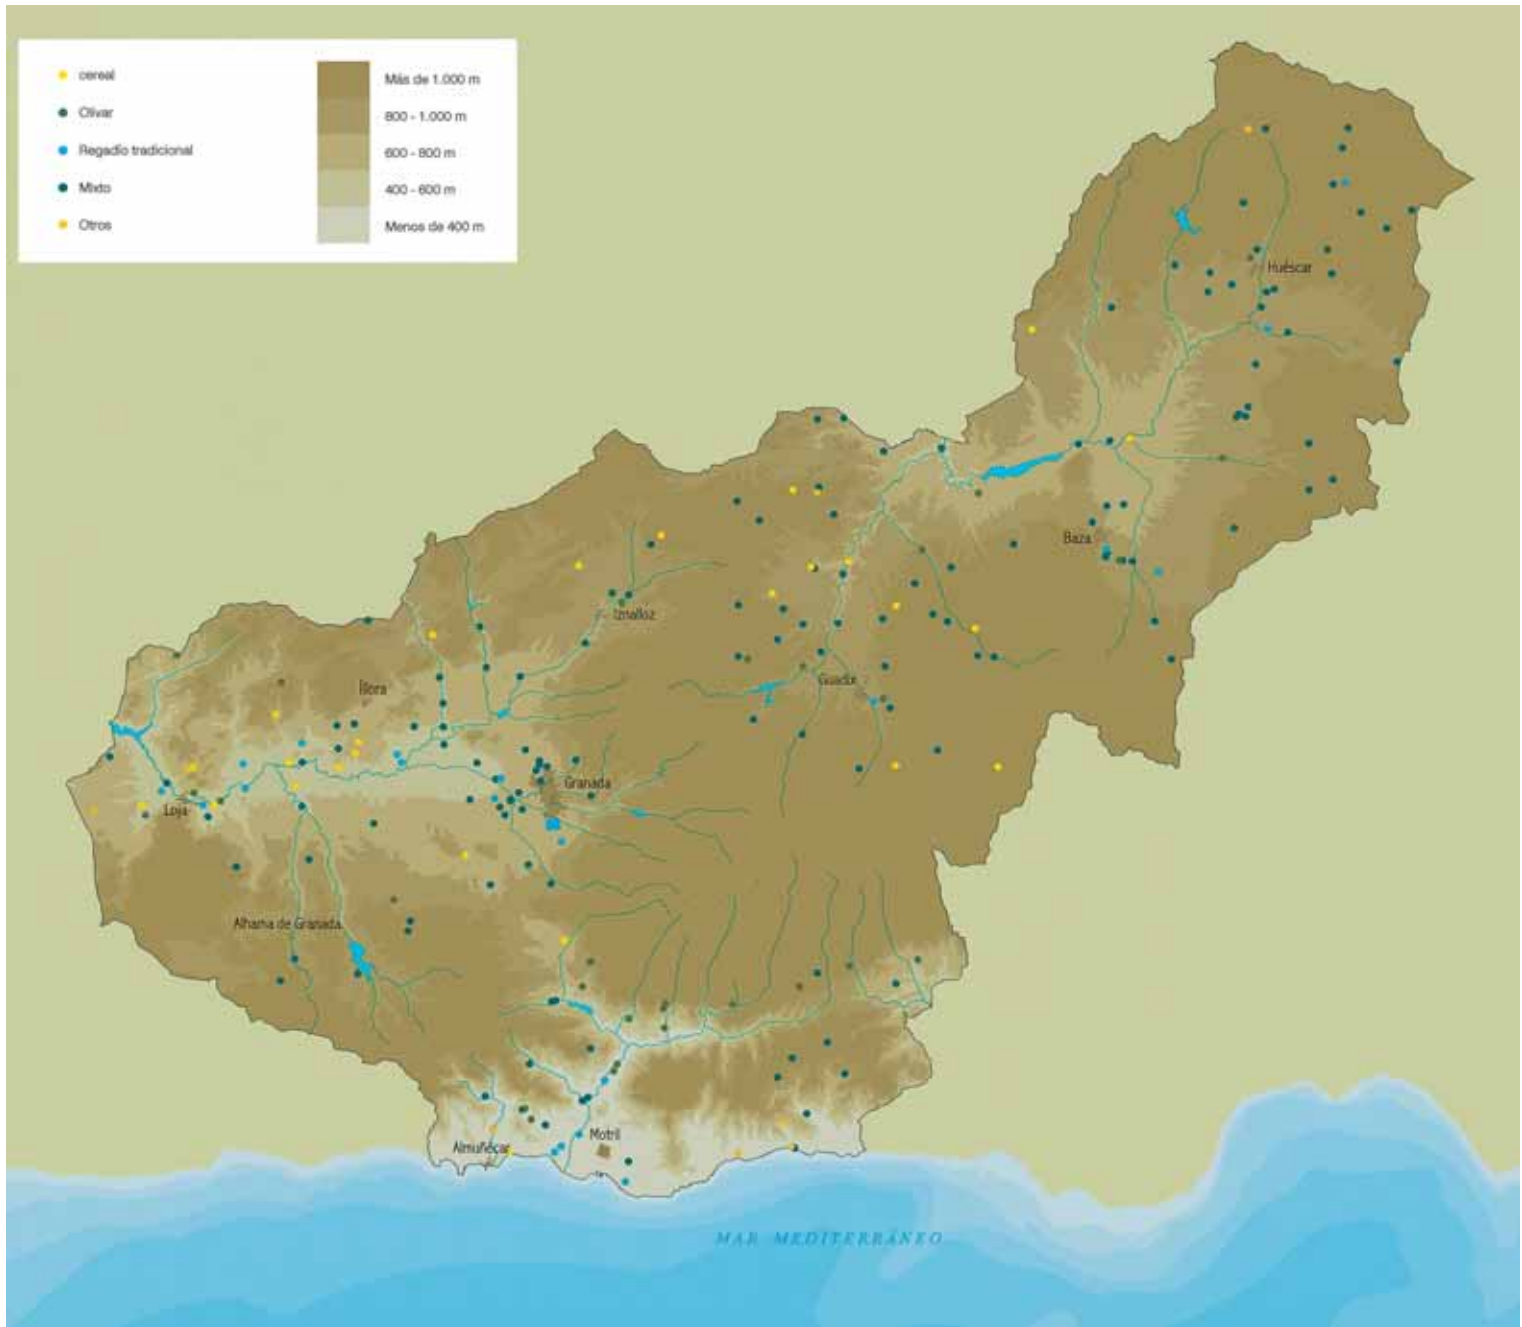 cereal
Olivar
Regadío tradicional
Mixto
Otros
Más de 1.000 m
800 - 1.000 m
600 - 800 m
400 - 600 m
Menos de 400 m
Huéscar
Baza
Iznalloz
Guadix
Íllora
Granada
Loja
Alhama de Granada
Almuñécar
Motril
MAR MEDITERRÁNEO